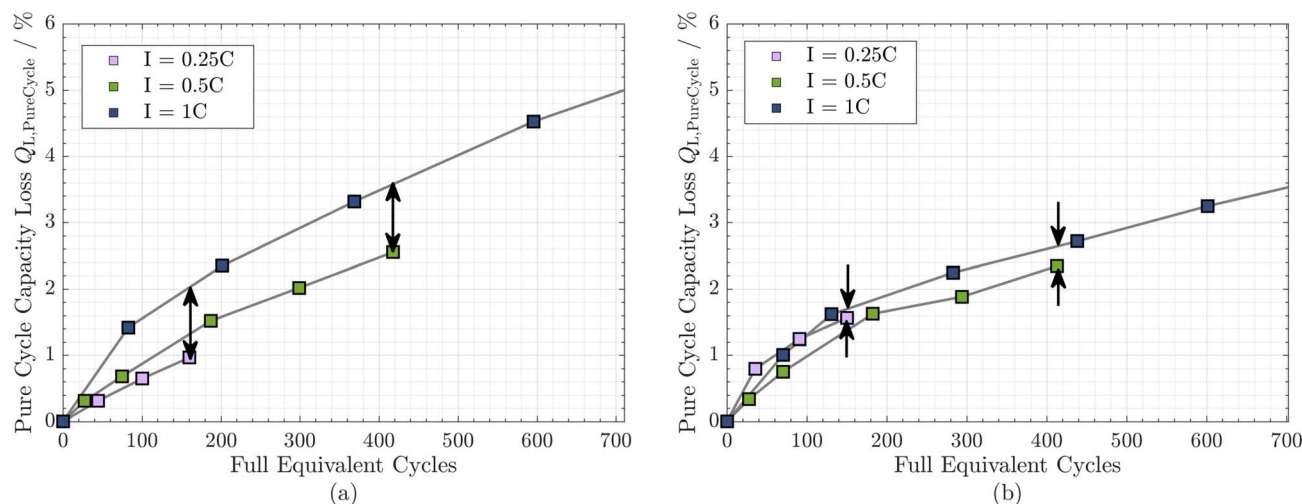 Pure Cycle Capacity Loss Q_L,PureCycle / %
6
5
4
3
2
1
0
I = 0.25C
I = 0.5C
I = 1C
0 100 200 300 400 500 600 700
Full Equivalent Cycles
(a)
Pure Cycle Capacity Loss Q_L,PureCycle / %
6
5
4
3
2
1
0
I = 0.25C
I = 0.5C
I = 1C
0 100 200 300 400 500 600 700
Full Equivalent Cycles
(b)